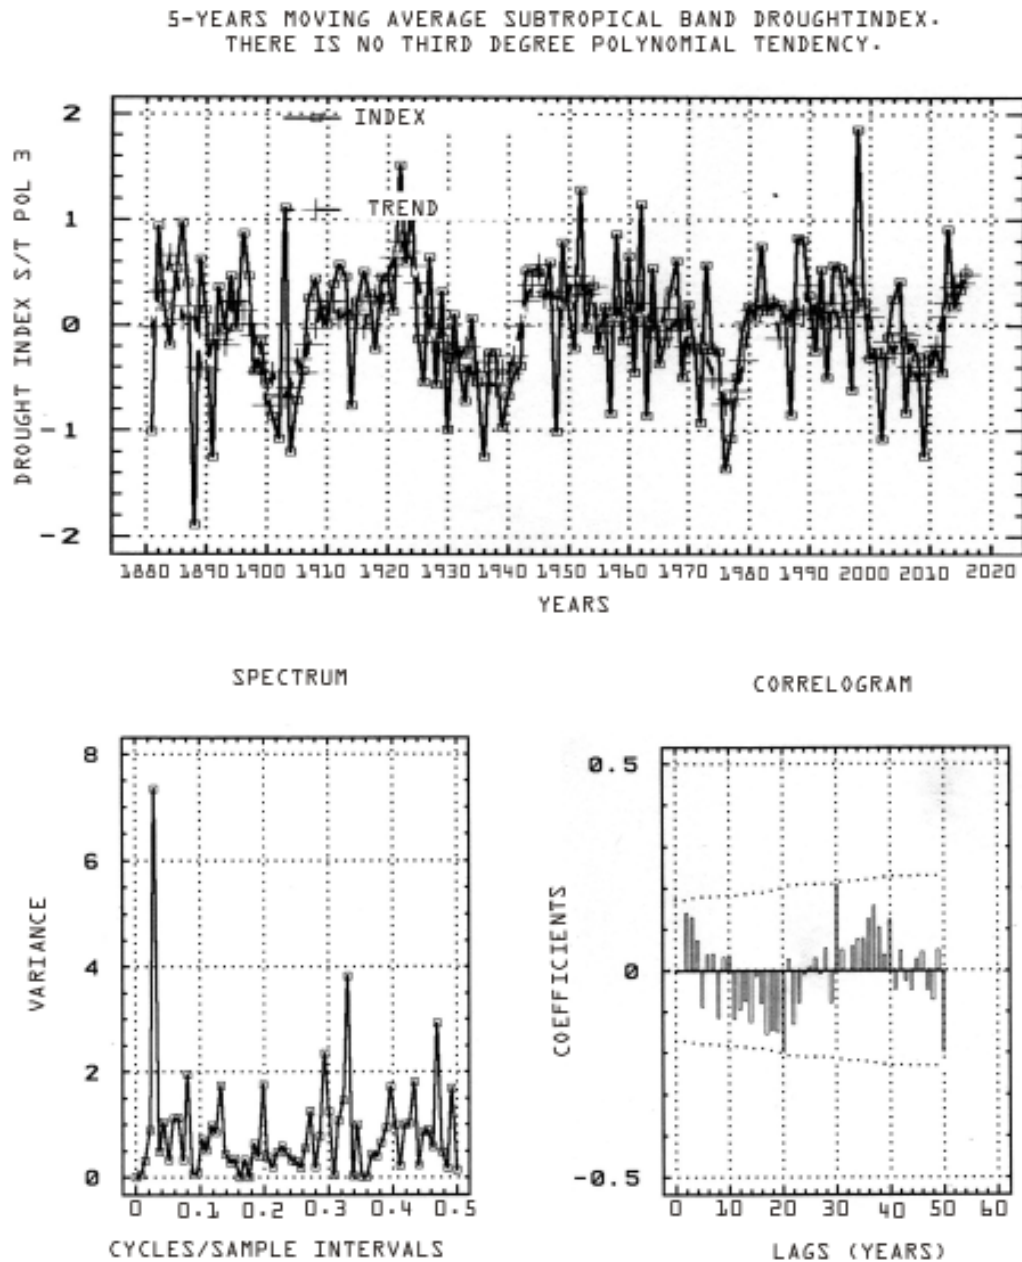 5-YEARS MOVING AVERAGE SUBTROPICAL BAND DROUGHTINDEX.
THERE IS NO THIRD DEGREE POLYNOMIAL TENDENCY.
DROUGHT INDEX S/T POL 3
2
1
0
-1
-2
INDEX
TREND
1880 1890 1900 1910 1920 1930 1940 1950 1960 1970 1980 1990 2000 2010 2020
YEARS
SPECTRUM
VARIANCE
8
6
4
2
0
0 0.1 0.2 0.3 0.4 0.5
CYCLES/SAMPLE INTERVALS
CORRELOGRAM
COEFFICIENTS
0.5
0
-0.5
0 10 20 30 40 50 60
LAGS (YEARS)